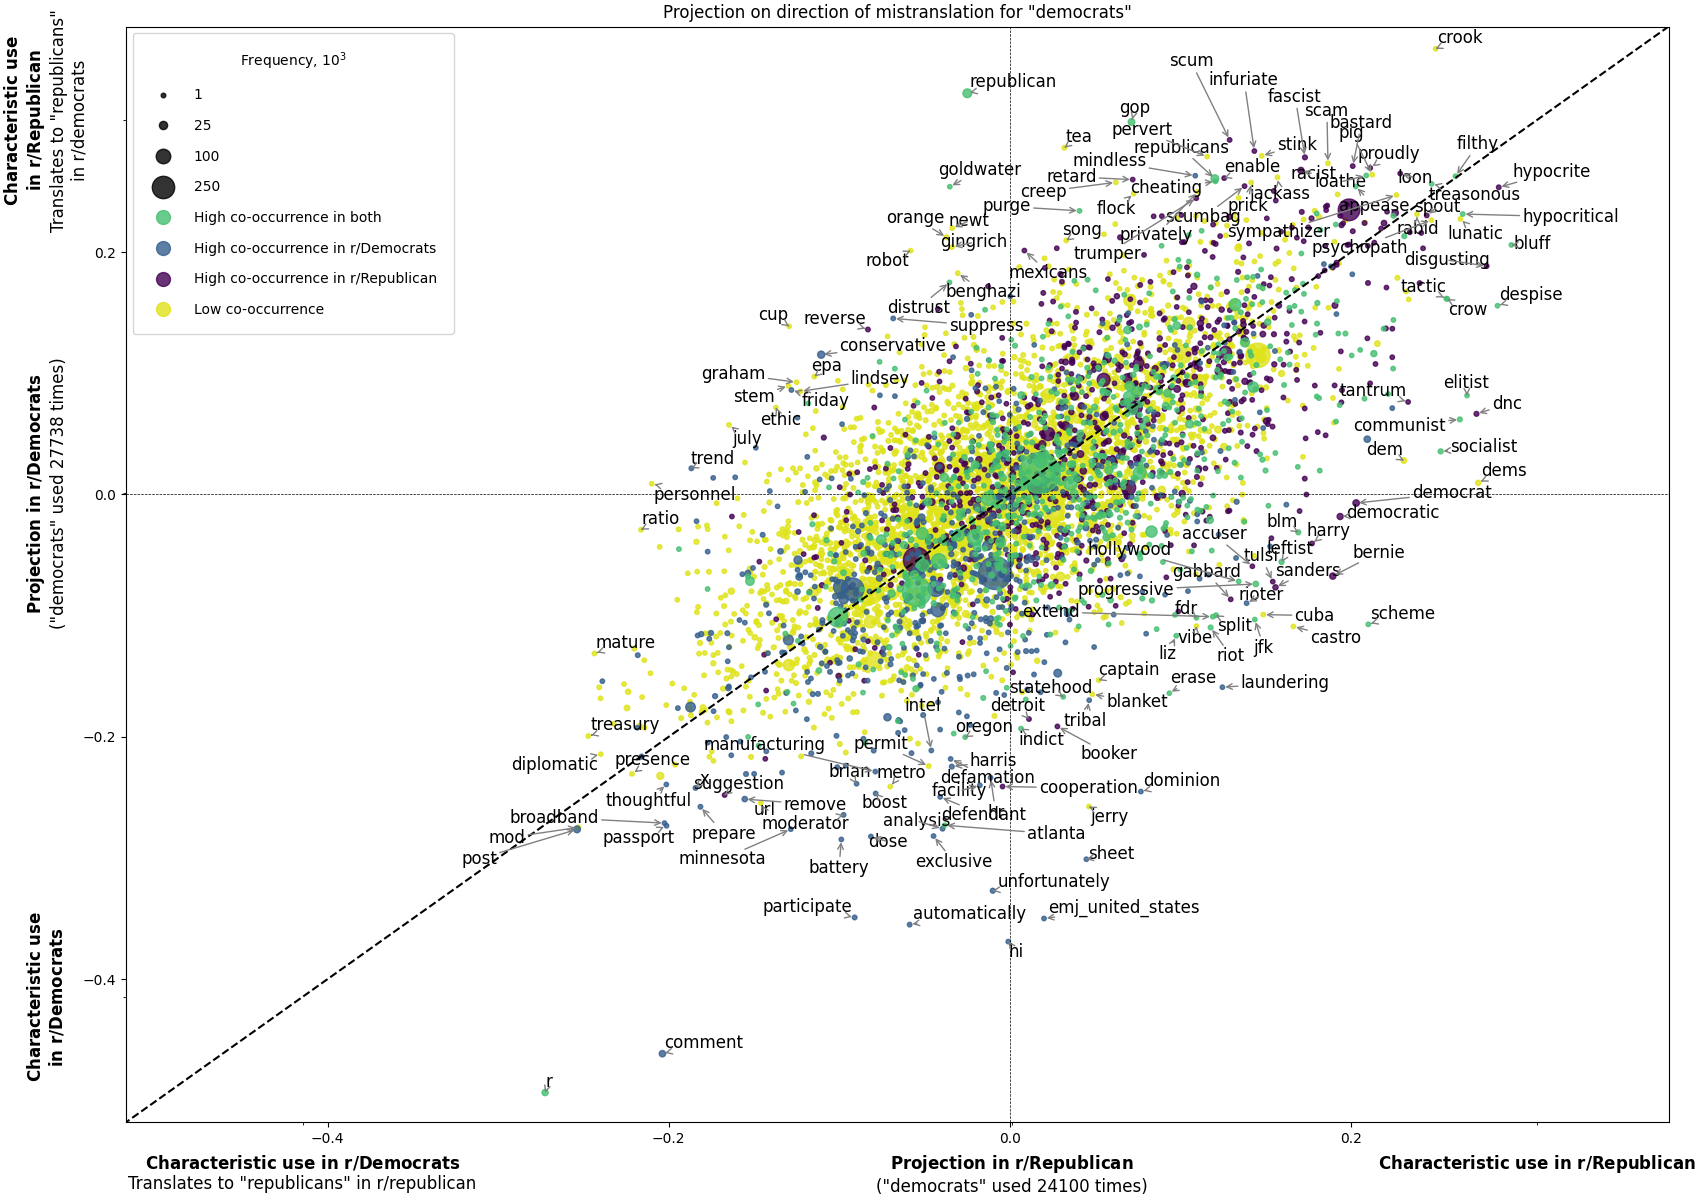 Projection on direction of mistranslation for "democrats"
Characteristic use
in r/Republican
Translates to "republicans"
in r/democrats
Projection in r/Democrats
("democrats" used 27738 times)
Characteristic use
in r/Democrats
Frequency, 10³
1
25
100
250
High co-occurrence in both
High co-occurrence in r/Democrats
High co-occurrence in r/Republican
Low co-occurrence
0.2
0.0
−0.2
−0.4
crook
scum
republican
infuriate
fascist
gop
scam
bastard
pervert
pig
tea
stink
filthy
republicans
proudly
mindless
enable
goldwater
racist
hypocrite
retard
loathe
loon
creep
cheating
jackass
treasonous
purge
flock
prick
appease
spout
orange
newt
scumbag
hypocritical
song
privately
sympathizer
rabid
lunatic
gingrich
bluff
robot
trumper
psychopath
disgusting
mexicans
benghazi
tactic
despise
distrust
crow
cup
reverse
suppress
conservative
epa
graham
lindsey
stem
friday
tantrum
elitist
ethic
dnc
july
communist
trend
dem
socialist
personnel
dems
democrat
ratio
democratic
blm
harry
accuser
hollywood
tulsi
leftist
bernie
gabbard
sanders
progressive
rioter
extend
fdr
cuba
scheme
split
mature
vibe
castro
liz
riot
jfk
captain
erase
statehood
laundering
intel
detroit
blanket
treasury
oregon
tribal
manufacturing
permit
indict
booker
diplomatic
presence
harris
brian
metro
defamation
x
suggestion
cooperation
dominion
thoughtful
facility
url
remove
boost
hr
defendant
broadband
moderator
analysis
jerry
mod
passport
prepare
atlanta
post
minnesota
dose
sheet
battery
exclusive
unfortunately
participate
automatically
emj_united_states
hi
comment
r
−0.4
−0.2
0.0
0.2
Characteristic use in r/Democrats
Projection in r/Republican
Characteristic use in r/Republican
Translates to "republicans" in r/republican
("democrats" used 24100 times)